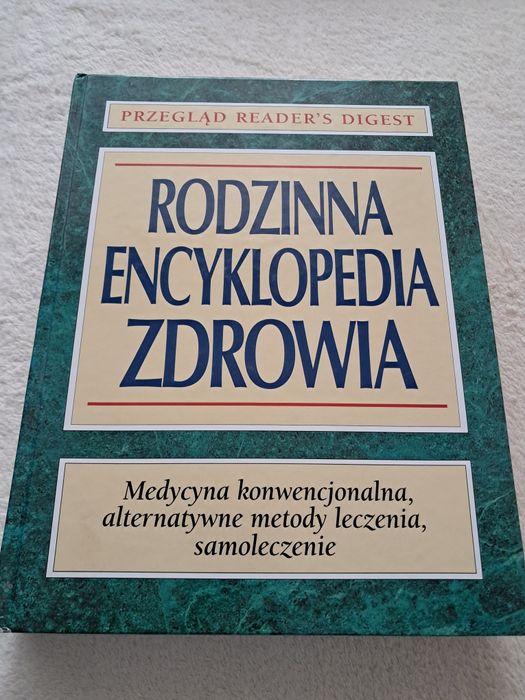 PRZEGLĄD READER'S DIGEST
RODZINNA
ENCYKLOPEDIA
ZDROWIA
Medycyna konwencjonalna,
alternatywne metody leczenia,
samoleczenie